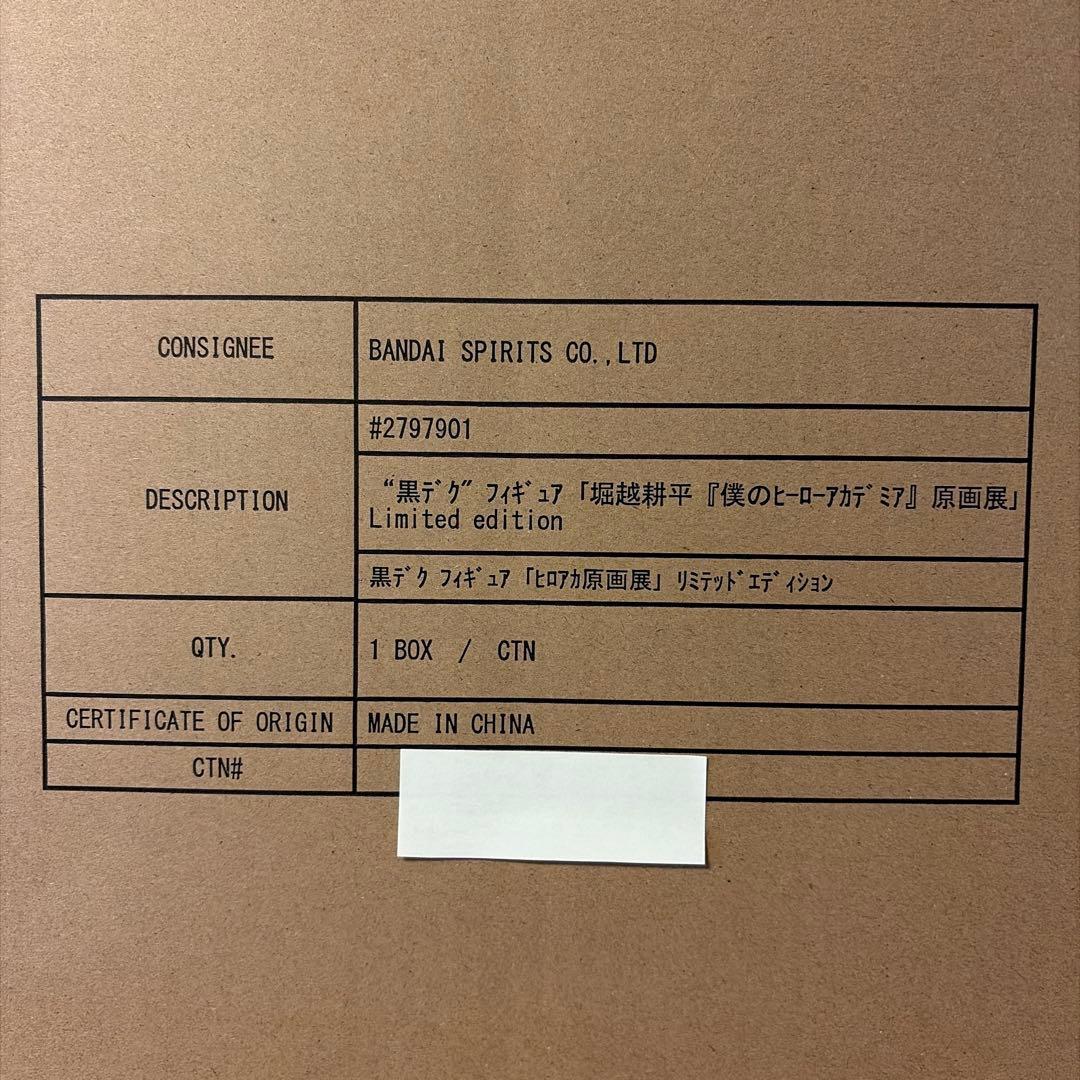 CONSIGNEE
BANDAI SPIRITS CO.,LTD
DESCRIPTION
#2797901
“黒ﾃﾞｸ”ﾌｨｷﾞｭｱ「堀越耕平『僕のﾋｰﾛｰｱｶﾃﾞﾐｱ』原画展」
Limited edition
黒ﾃﾞｸ ﾌｨｷﾞｭｱ「ﾋﾛｱｶ原画展」ﾘﾐﾃｯﾄﾞｴﾃﾞｨｼｮﾝ
QTY.
1 BOX / CTN
CERTIFICATE OF ORIGIN
MADE IN CHINA
CTN#